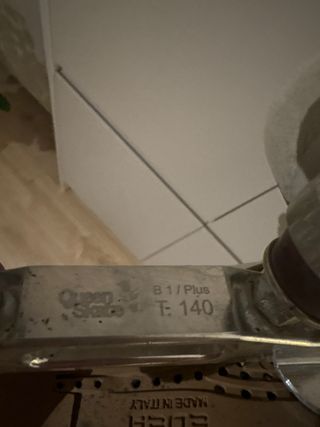 Queen
Skate
B 1 / Plus
T: 140
MADE IN ITALY